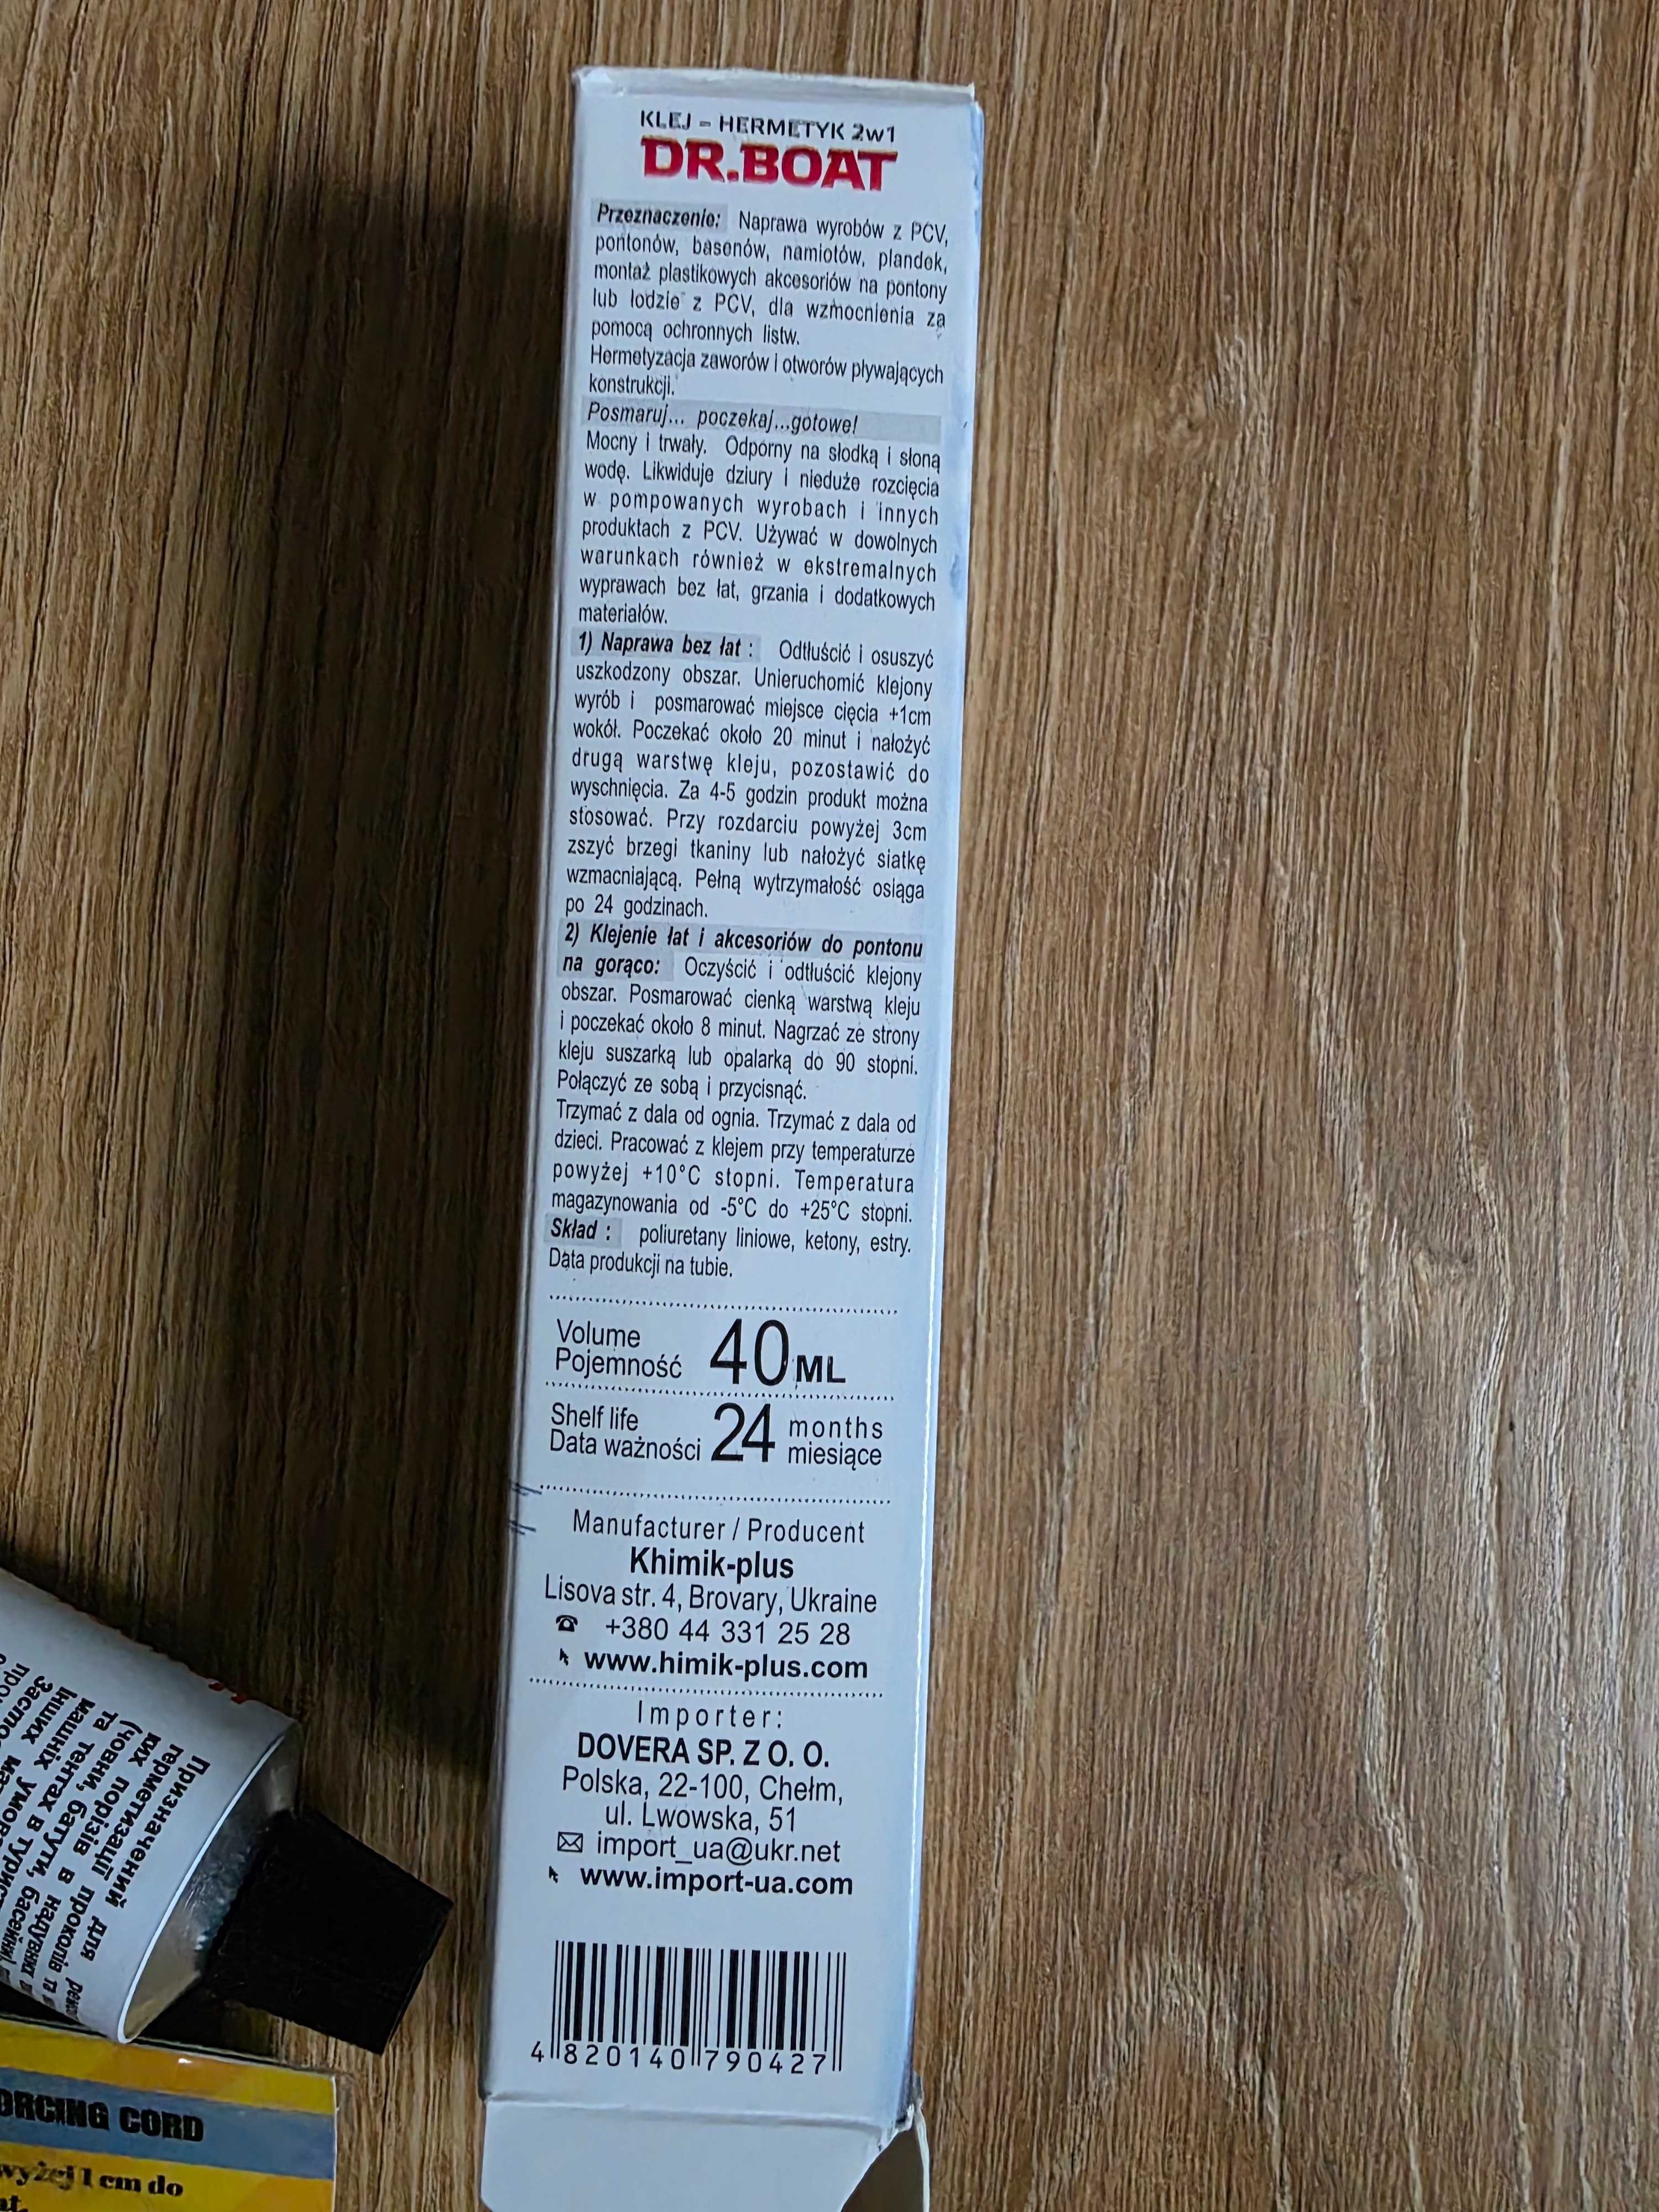 KLEJ – HERMETYK 2w1
DR.BOAT
Przeznaczenie: Naprawa wyrobów z PCV,
pontonów, basenów, namiotów, plandek,
montaż plastikowych akcesoriów na pontony
lub łodzie z PCV, dla wzmocnienia za
pomocą ochronnych listw.
Hermetyzacja zaworów i otworów pływających
konstrukcji.
Posmaruj... poczekaj...gotowe!
Mocny i trwały. Odporny na słodką i słoną
wodę. Likwiduje dziury i nieduże rozcięcia
w pompowanych wyrobach i innych
produktach z PCV. Używać w dowolnych
warunkach również w ekstremalnych
wyprawach bez łat, grzania i dodatkowych
materiałów.
1) Naprawa bez łat : Odtłuścić i osuszyć
uszkodzony obszar. Unieruchomić klejony
wyrób i posmarować miejsce cięcia +1cm
wokół. Poczekać około 20 minut i nałożyć
drugą warstwę kleju, pozostawić do
wyschnięcia. Za 4-5 godzin produkt można
stosować. Przy rozdarciu powyżej 3cm
zszyć brzegi tkaniny lub nałożyć siatkę
wzmacniającą. Pełną wytrzymałość osiąga
po 24 godzinach.
2) Klejenie łat i akcesoriów do pontonu
na gorąco: Oczyścić i odtłuścić klejony
obszar. Posmarować cienką warstwą kleju
i poczekać około 8 minut. Nagrzać ze strony
kleju suszarką lub opalarką do 90 stopni.
Połączyć ze sobą i przycisnąć.
Trzymać z dala od ognia. Trzymać z dala od
dzieci. Pracować z klejem przy temperaturze
powyżej +10°C stopni. Temperatura
magazynowania od -5°C do +25°C stopni.
Skład : poliuretany liniowe, ketony, estry.
Data produkcji na tubie.
Volume
Pojemność 40 ML
Shelf life
Data ważności 24 months
miesiące
Manufacturer / Producent
Khimik-plus
Lisova str. 4, Brovary, Ukraine
+380 44 331 25 28
www.himik-plus.com
Importer:
DOVERA SP. Z O. O.
Polska, 22-100, Chełm,
ul. Lwowska, 51
import_ua@ukr.net
www.import-ua.com
4 820140 790427
Призначений для
герметизації проколів
ких порізів в надувних
(човни, батути, басейни
та тентах в
машніх
інших
CORD
1 cm do